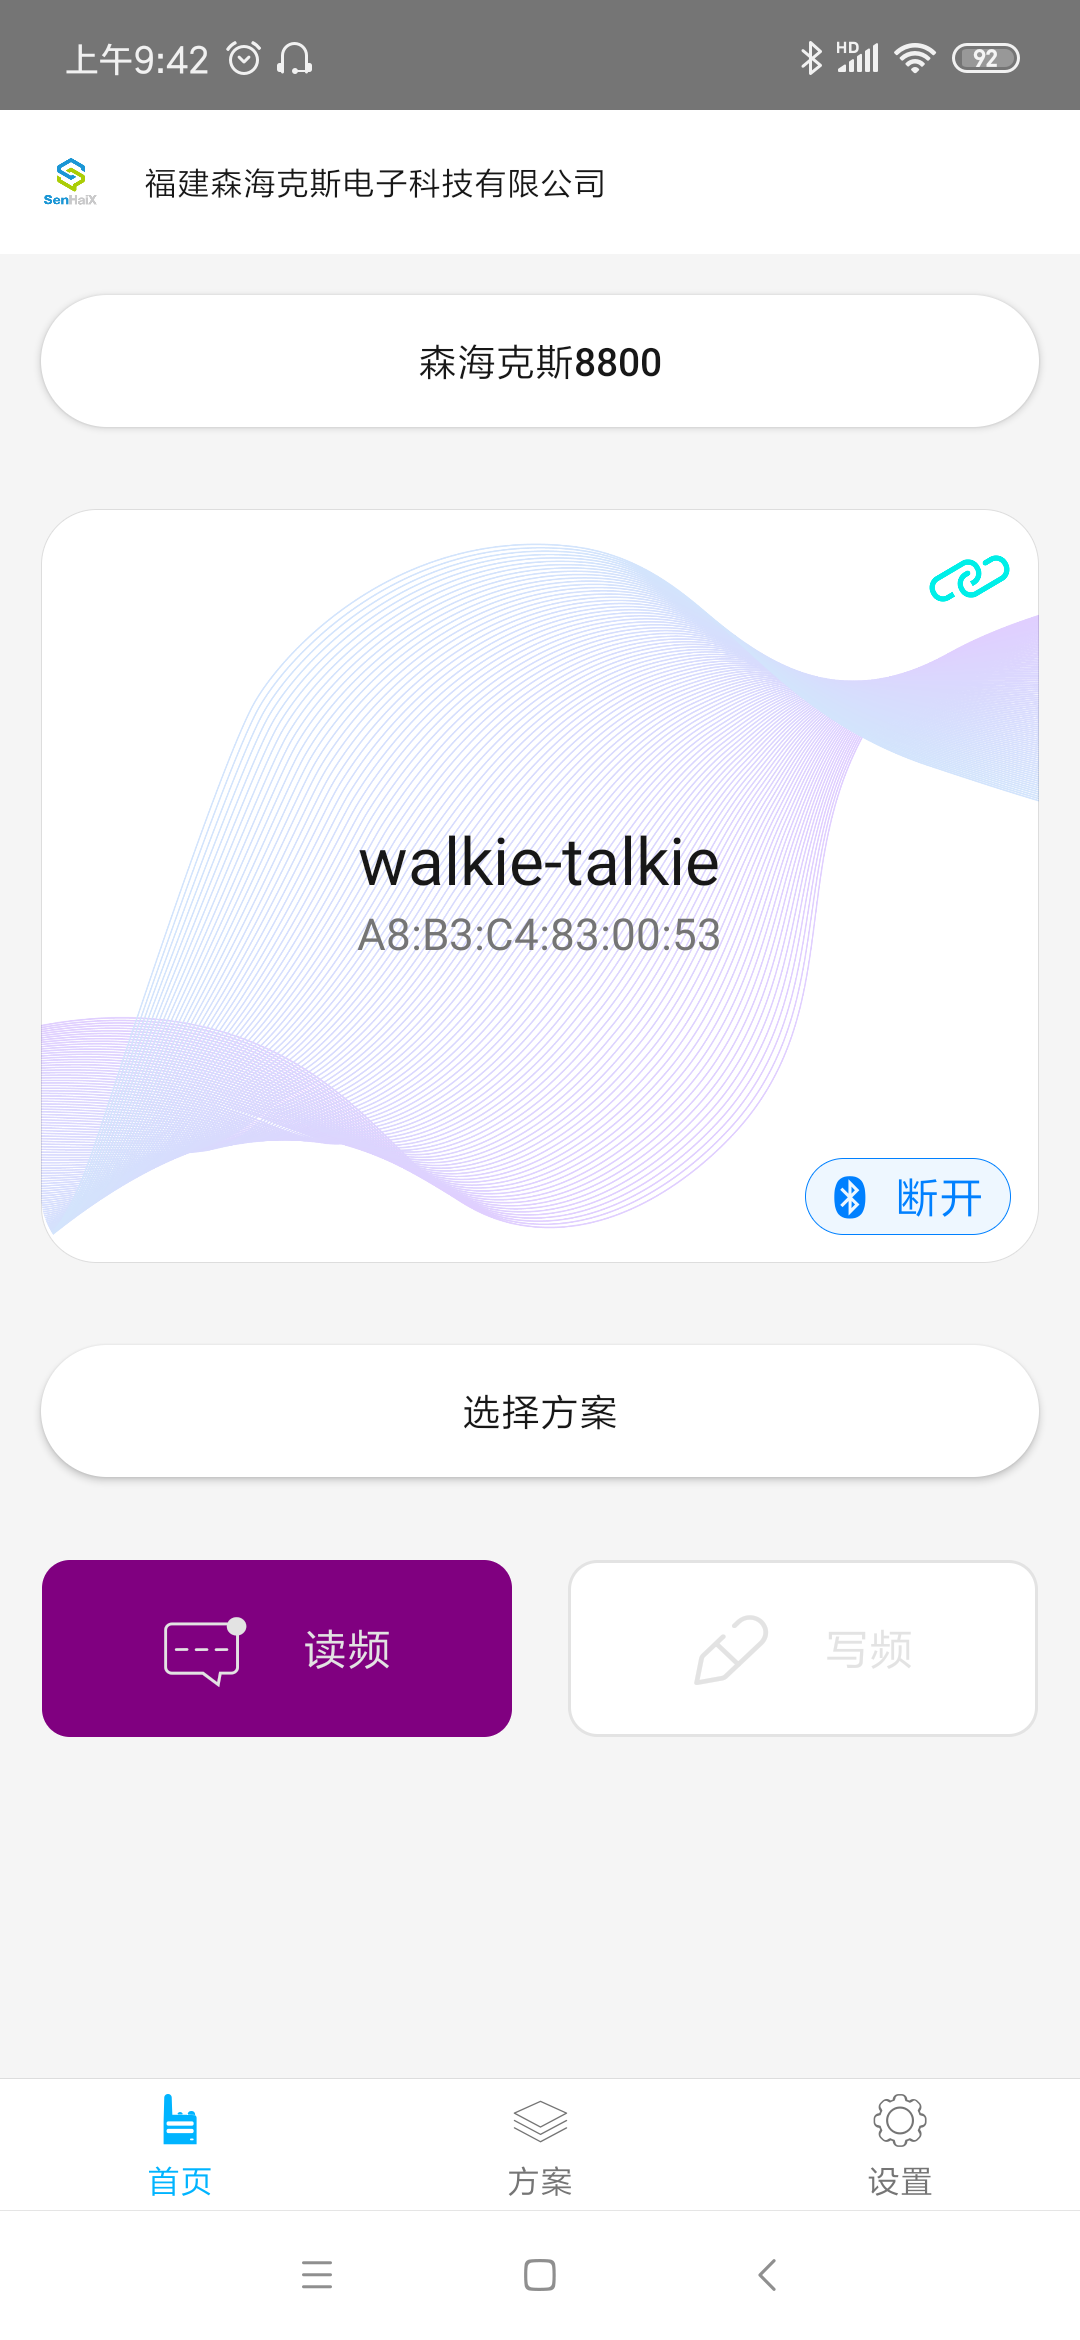 上午9:42
HD
92
SenHaiX
福建森海克斯电子科技有限公司
森海克斯8800
walkie-talkie
A8:B3:C4:83:00:53
断开
选择方案
读频
写频
首页
方案
设置